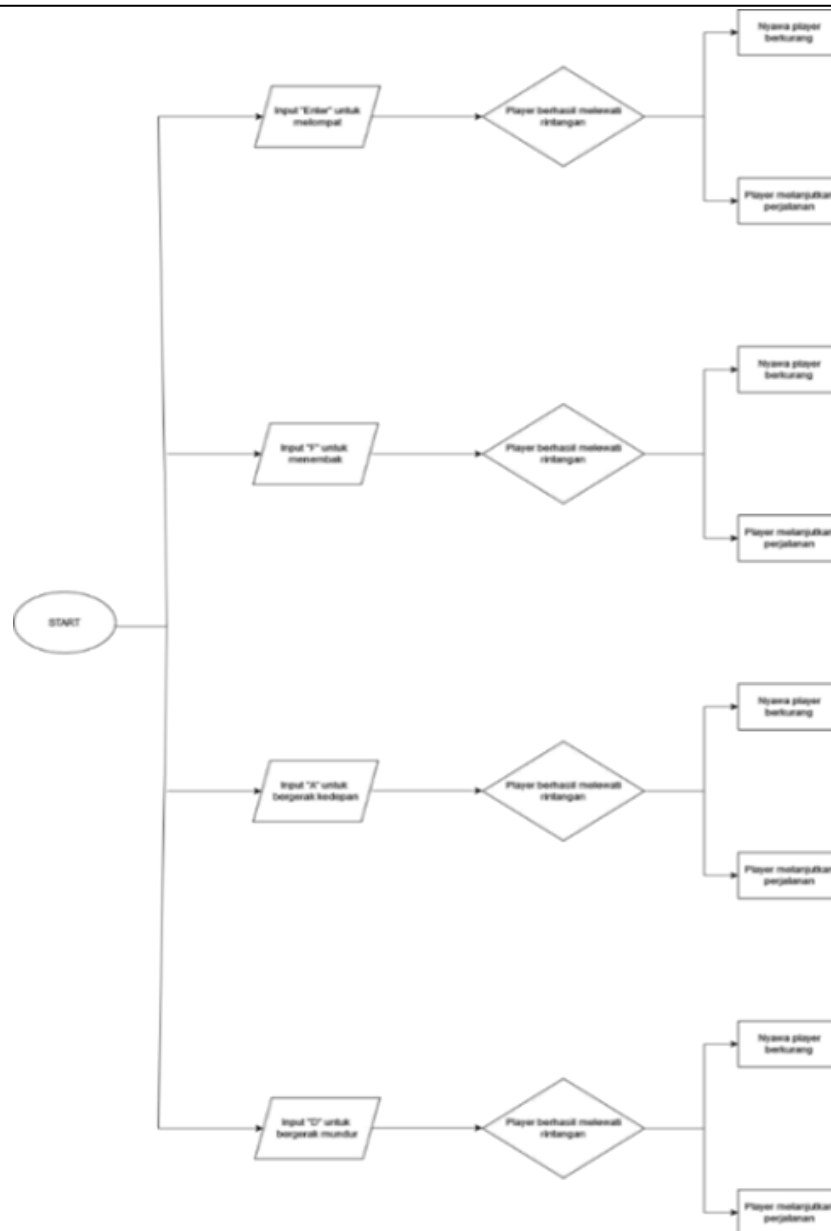 Nyawa player
berkurang
Input "Enter" untuk
melompat
Player berhasil melewati
rintangan
Player melanjutkan
perjalanan
Nyawa player
berkurang
Input "F" untuk
menembak
Player berhasil melewati
rintangan
Player melanjutkan
perjalanan
START
Nyawa player
berkurang
Input "A" untuk
bergerak kedepan
Player berhasil melewati
rintangan
Player melanjutkan
perjalanan
Nyawa player
berkurang
Input "D" untuk
bergerak mundur
Player berhasil melewati
rintangan
Player melanjutkan
perjalanan